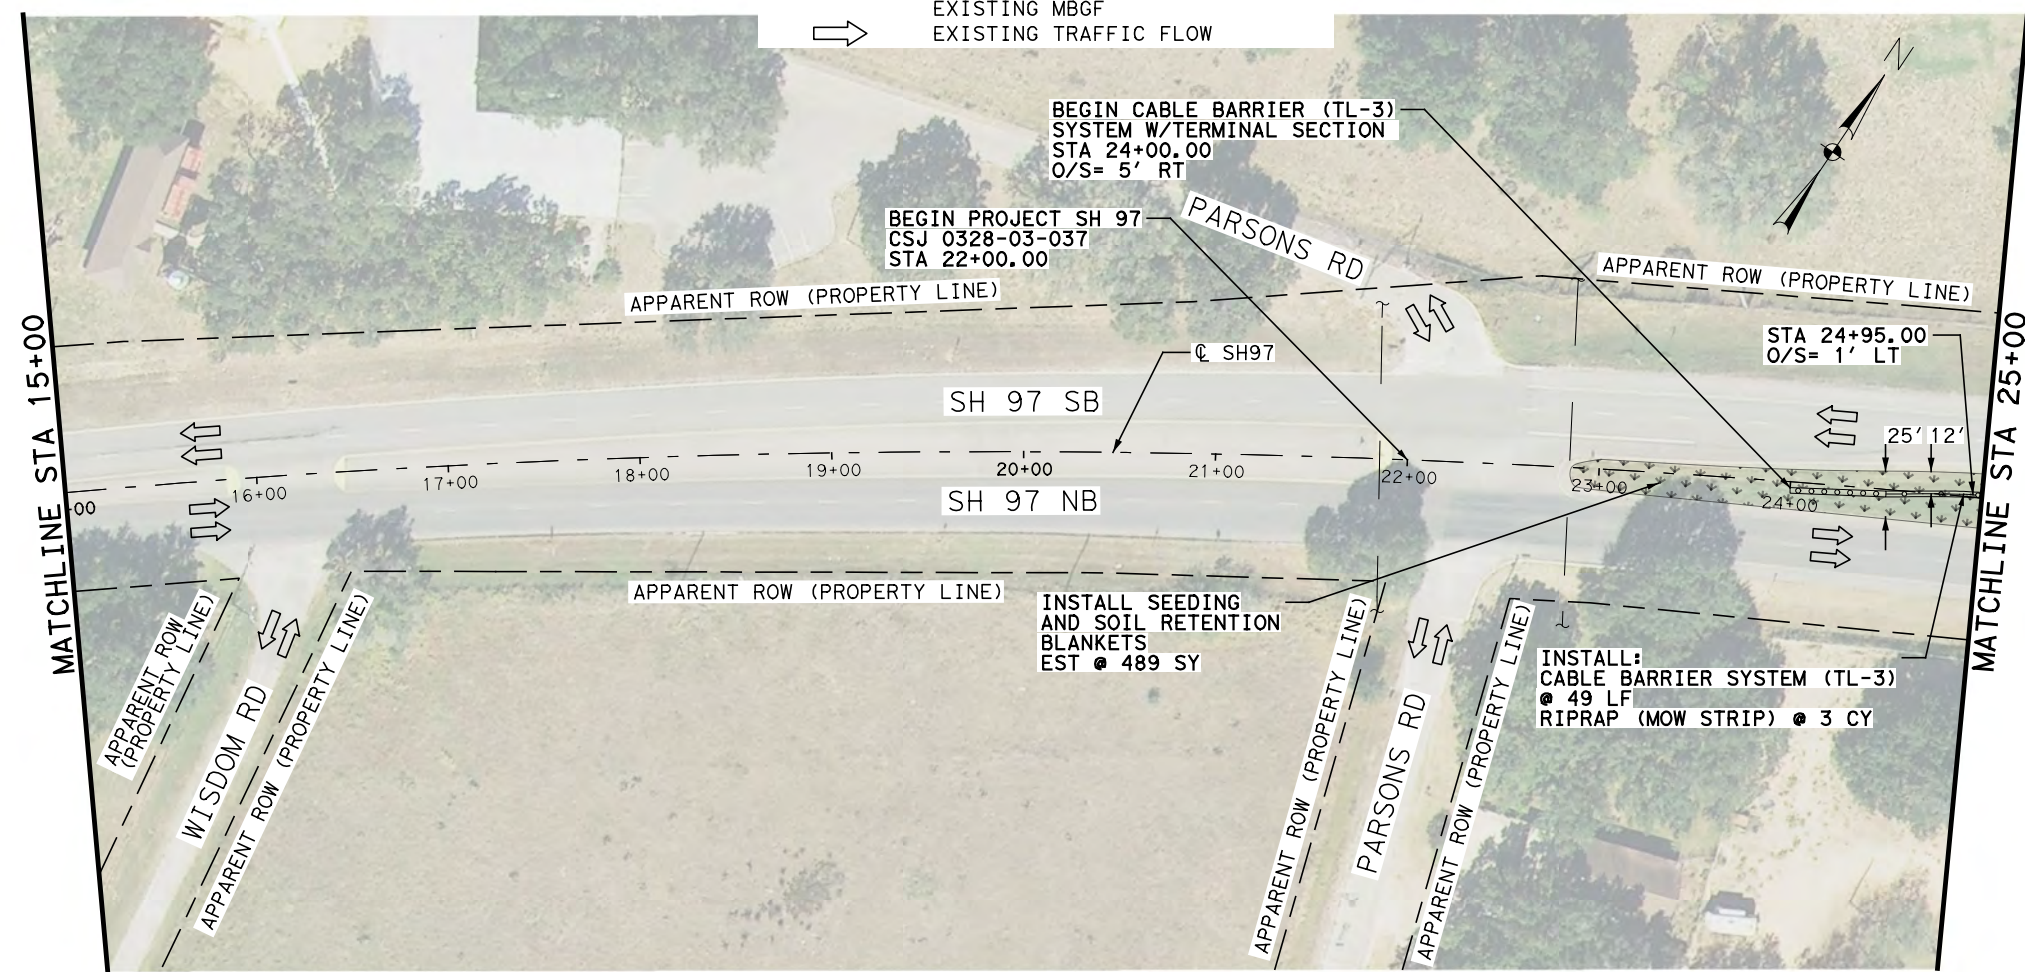 EXISTING MBGF
EXISTING TRAFFIC FLOW
N
BEGIN CABLE BARRIER (TL-3)
SYSTEM W/TERMINAL SECTION
STA 24+00.00
O/S= 5' RT
BEGIN PROJECT SH 97
CSJ 0328-03-037
STA 22+00.00
PARSONS RD
APPARENT ROW (PROPERTY LINE)
APPARENT ROW (PROPERTY LINE)
MATCHLINE STA 15+00
MATCHLINE STA 25+00
STA 24+95.00
O/S= 1' LT
℄ SH97
SH 97 SB
25' 12'
00
16+00
17+00
18+00
19+00
20+00
21+00
22+00
23+00
24+00
SH 97 NB
APPARENT ROW (PROPERTY LINE)
INSTALL SEEDING
AND SOIL RETENTION
BLANKETS
EST @ 489 SY
INSTALL:
CABLE BARRIER SYSTEM (TL-3)
@ 49 LF
RIPRAP (MOW STRIP) @ 3 CY
APPARENT ROW
(PROPERTY LINE)
WISDOM RD
APPARENT ROW (PROPERTY LINE)
APPARENT ROW (PROPERTY LINE)
PARSONS RD
APPARENT ROW (PROPERTY LINE)